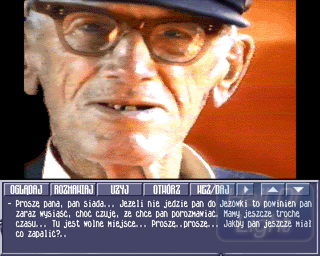 OGLĄDAJ ROZMAWIAJ UŻYJ OTWÓRZ WEŹ/DAJ
- Proszę pana, pan siada... Jeżeli nie jedzie pan do Jeżowki to powinien pan
zaraz wysiąść, choć czuję, że chce pan porozmawiać. Mamy jeszcze trochę
czasu... Tu jest wolne miejsce... Proszę..proszę... Jakby pan jeszcze miał
co zapalić?..
Light